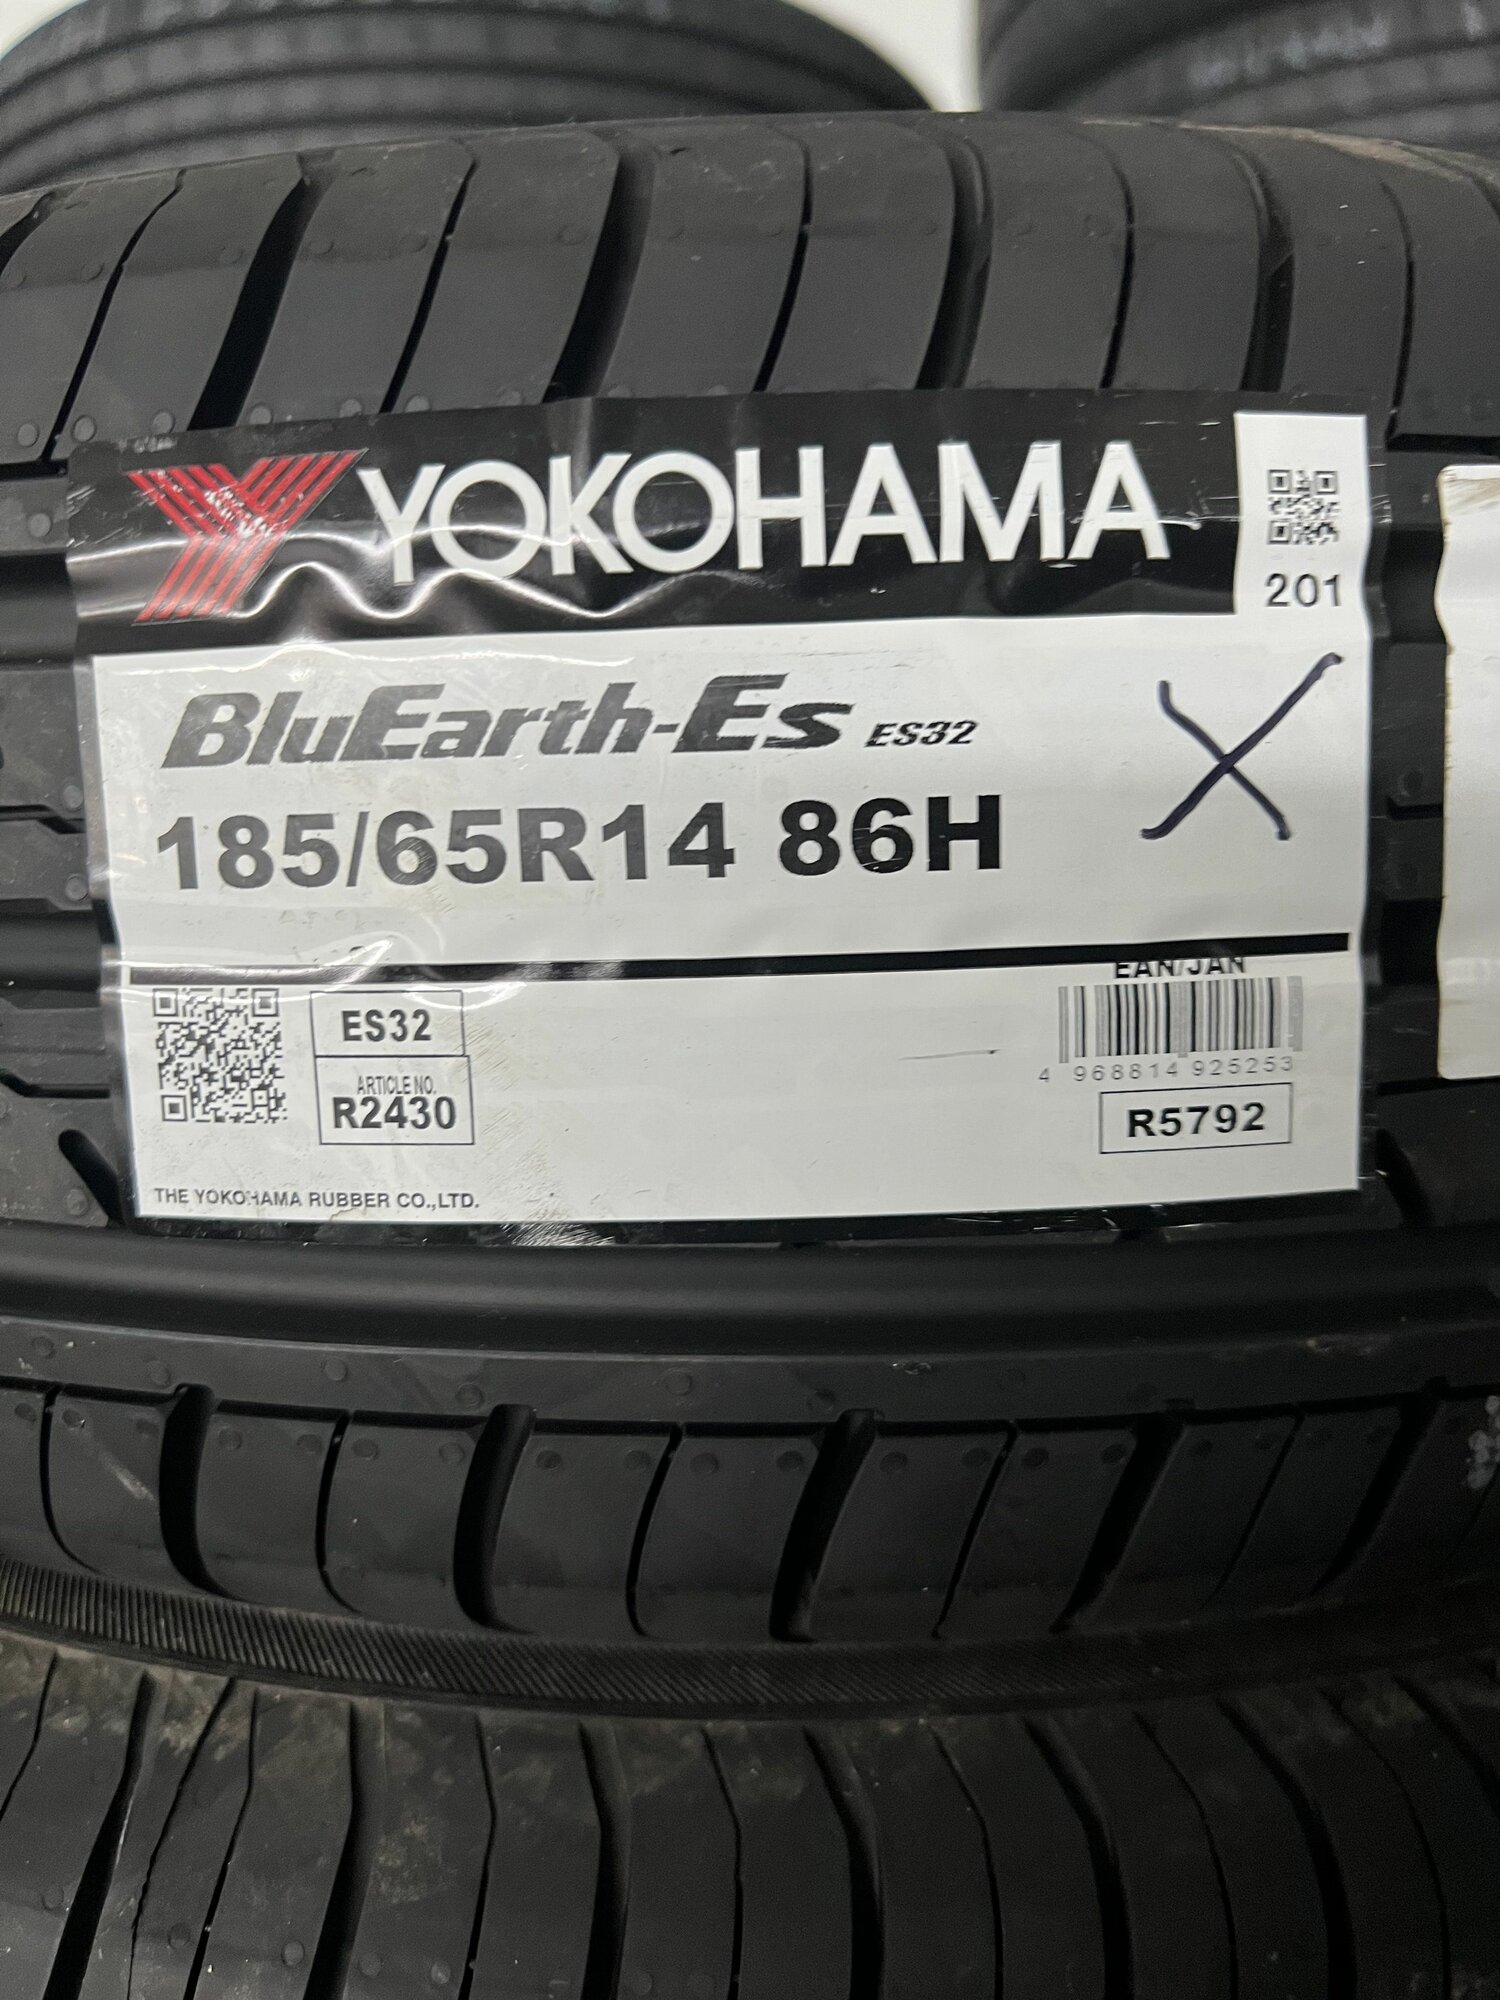 YOKOHAMA
201
BluEarth-Es ES32
185/65R14 86H
EAN/JAN
ES32
ARTICLE NO.
R2430
4 968814 925253
R5792
THE YOKOHAMA RUBBER CO.,LTD.